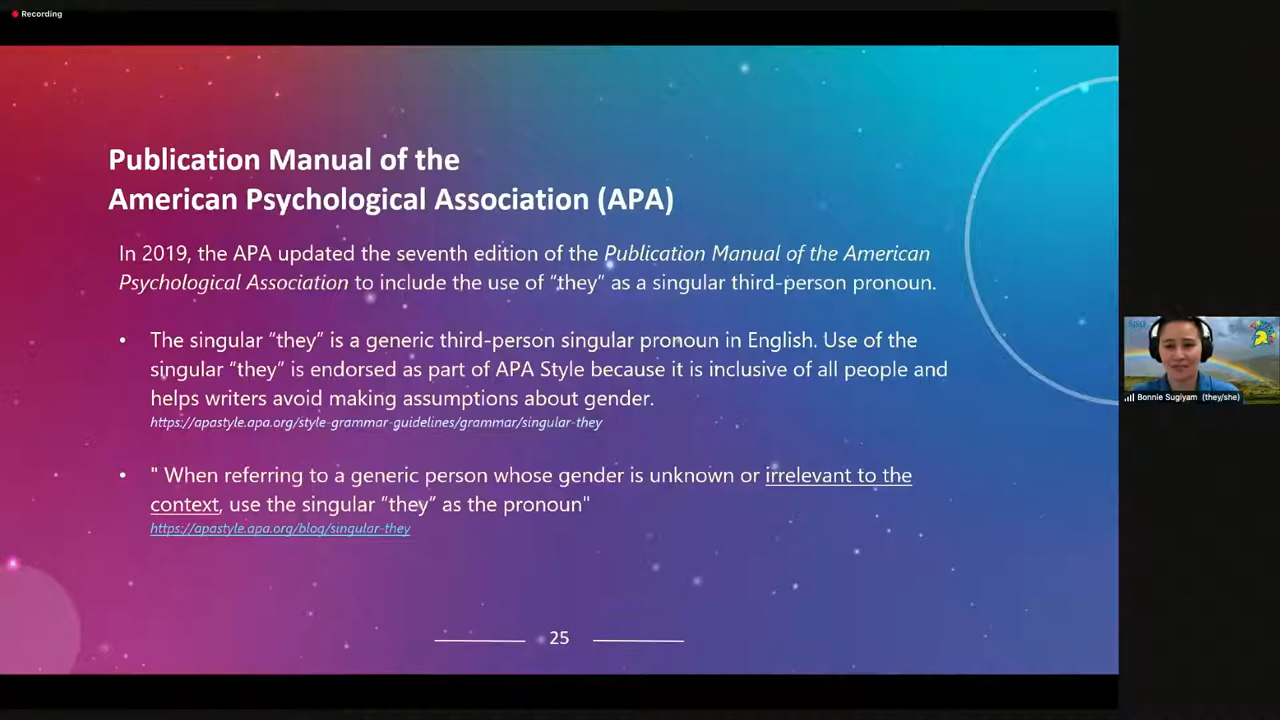 Recording
Publication Manual of the
American Psychological Association (APA)
In 2019, the APA updated the seventh edition of the Publication Manual of the American
Psychological Association to include the use of “they” as a singular third-person pronoun.
• The singular “they” is a generic third-person singular pronoun in English. Use of the
singular “they” is endorsed as part of APA Style because it is inclusive of all people and
helps writers avoid making assumptions about gender.
https://apastyle.apa.org/style-grammar-guidelines/grammar/singular-they
• " When referring to a generic person whose gender is unknown or irrelevant to the
context, use the singular “they” as the pronoun"
https://apastyle.apa.org/blog/singular-they
25
Bonnie Sugiyam (they/she)